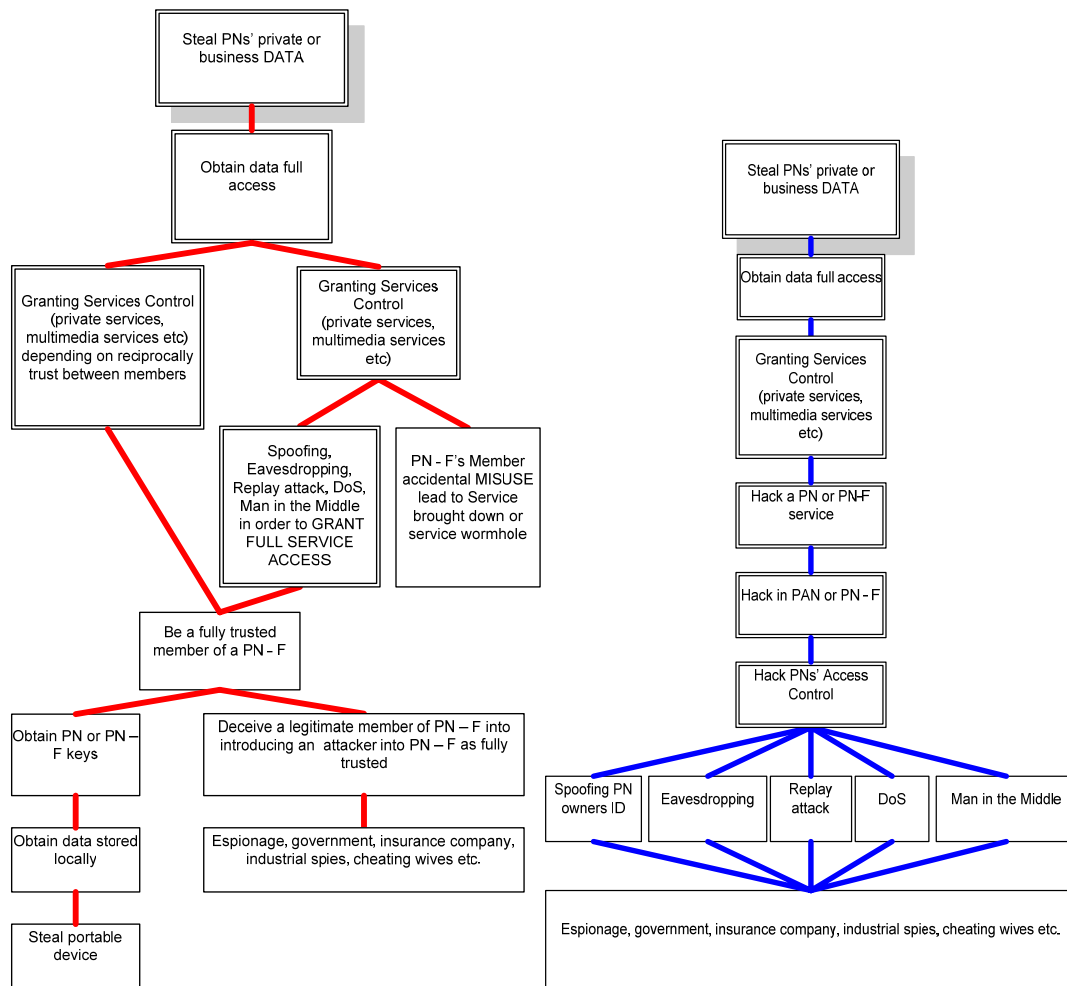 Steal PNs' private or
business DATA
Obtain data full
access
Granting Services Control
(private services,
multimedia services etc)
depending on reciprocally
trust between members
Granting Services
Control
(private services,
multimedia services
etc)
Spoofing,
Eavesdropping,
Replay attack, DoS,
Man in the Middle
in order to GRANT
FULL SERVICE
ACCESS
PN - F's Member
accidental MISUSE
lead to Service
brought down or
service wormhole
Be a fully trusted
member of a PN - F
Obtain PN or PN –
F keys
Deceive a legitimate member of PN – F into
introducing an attacker into PN – F as fully
trusted
Obtain data stored
locally
Espionage, government, insurance company,
industrial spies, cheating wives etc.
Steal portable
device
Steal PNs' private or
business DATA
Obtain data full access
Granting Services
Control
(private services,
multimedia services
etc)
Hack a PN or PN-F
service
Hack in PAN or PN - F
Hack PNs' Access
Control
Spoofing PN
owners ID
Eavesdropping
Replay
attack
DoS
Man in the Middle
Espionage, government, insurance company, industrial spies, cheating wives etc.